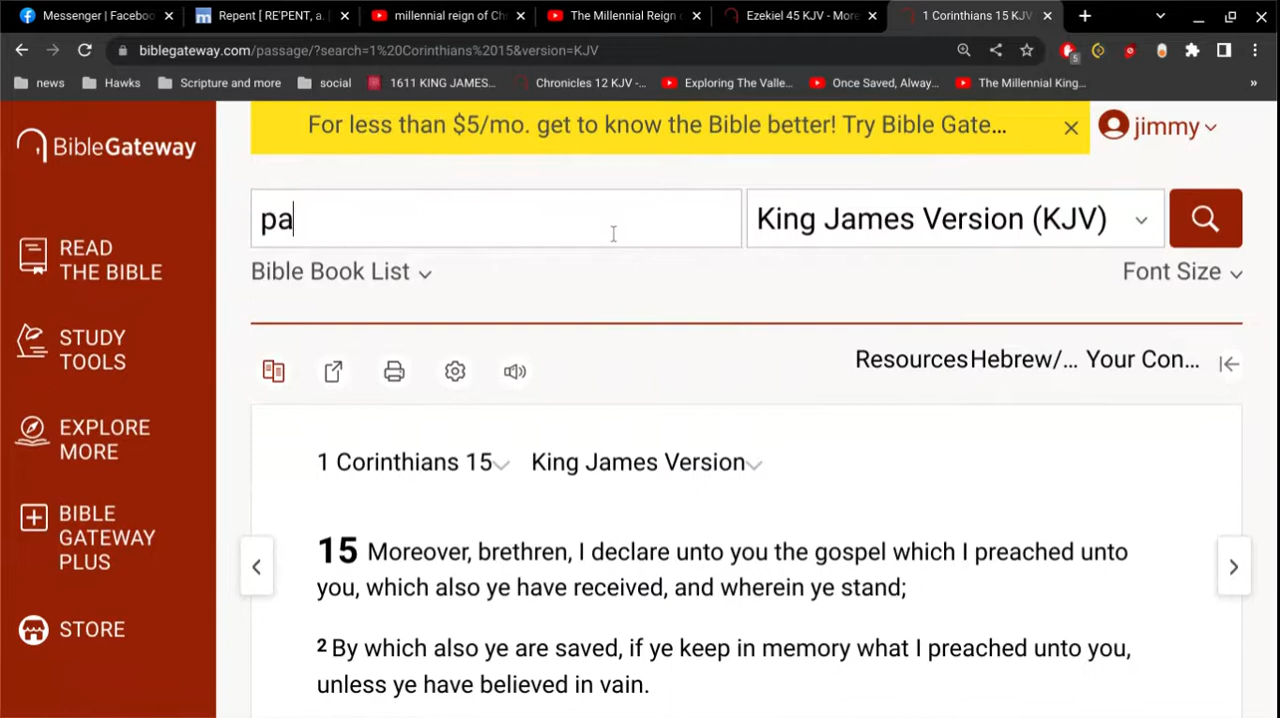 Messenger | Faceboo
Repent [ RE'PENT, a. [
millennial reign of Ch
The Millennial Reign o
Ezekiel 45 KJV - More
1 Corinthians 15 KJV
biblegateway.com/passage/?search=1%20Corinthians%2015&version=KJV
5
news
Hawks
Scripture and more
social
1611 KING JAMES...
Chronicles 12 KJV -...
Exploring The Valle...
Once Saved, Alway...
The Millennial King...
»
BibleGateway
For less than $5/mo. get to know the Bible better! Try Bible Gate...
jimmy
pa
King James Version (KJV)
Bible Book List
Font Size
READ
THE BIBLE
STUDY
TOOLS
EXPLORE
MORE
BIBLE
GATEWAY
PLUS
STORE
Resources Hebrew/... Your Con...
1 Corinthians 15 King James Version
15 Moreover, brethren, I declare unto you the gospel which I preached unto
you, which also ye have received, and wherein ye stand;
2 By which also ye are saved, if ye keep in memory what I preached unto you,
unless ye have believed in vain.